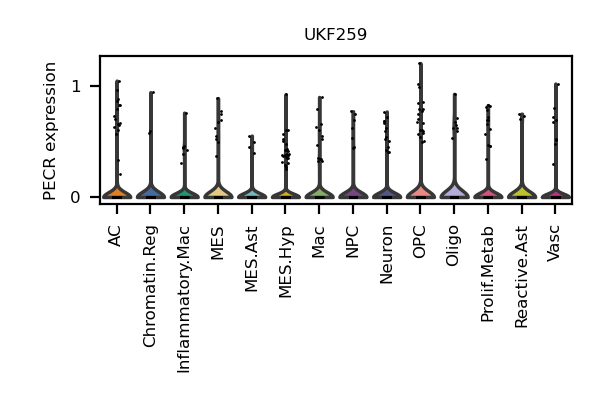 UKF259
PECR expression
1
0
AC
Chromatin.Reg
Inflammatory.Mac
MES
MES.Ast
MES.Hyp
Mac
NPC
Neuron
OPC
Oligo
Prolif.Metab
Reactive.Ast
Vasc